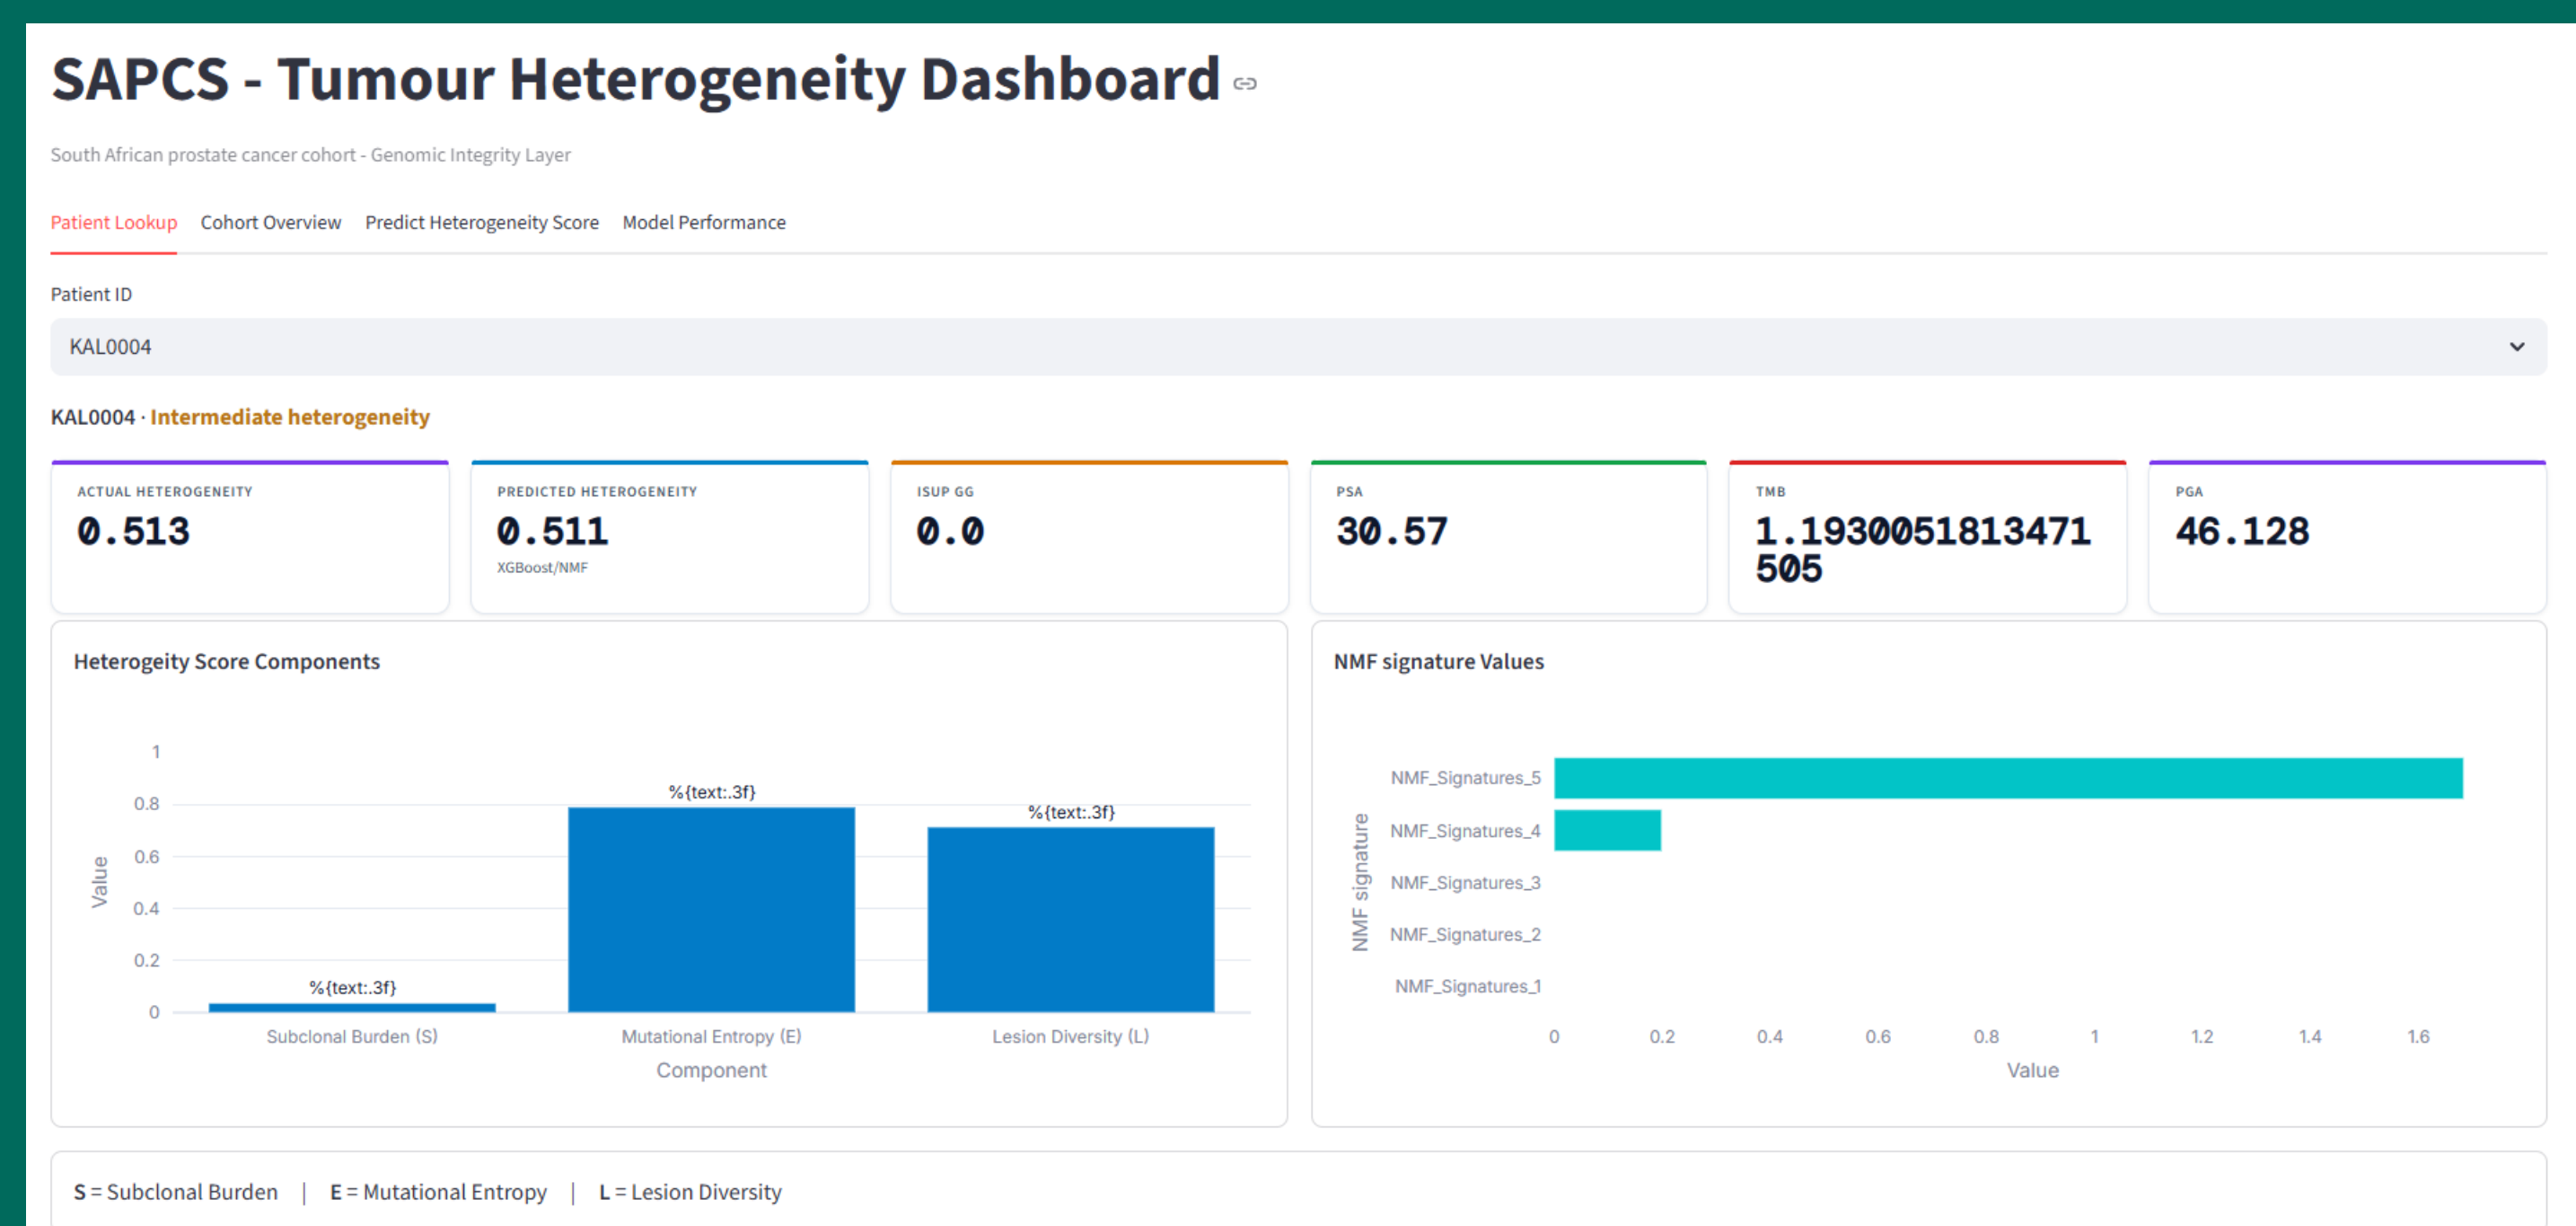 SAPCS - Tumour Heterogeneity Dashboard
South African prostate cancer cohort - Genomic Integrity Layer
Patient Lookup Cohort Overview Predict Heterogeneity Score Model Performance
Patient ID
KAL0004
KAL0004 · Intermediate heterogeneity
ACTUAL HETEROGENEITY
0.513
PREDICTED HETEROGENEITY
0.511
XGBoost/NMF
ISUP GG
0.0
PSA
30.57
TMB
1.1930051813471
505
PGA
46.128
Heterogeity Score Components
1
0.8
0.6
0.4
0.2
0
Value
%{text:.3f}
%{text:.3f}
%{text:.3f}
Subclonal Burden (S) Mutational Entropy (E) Lesion Diversity (L)
Component
NMF signature Values
NMF signature
NMF_Signatures_5
NMF_Signatures_4
NMF_Signatures_3
NMF_Signatures_2
NMF_Signatures_1
0 0.2 0.4 0.6 0.8 1 1.2 1.4 1.6
Value
S = Subclonal Burden | E = Mutational Entropy | L = Lesion Diversity